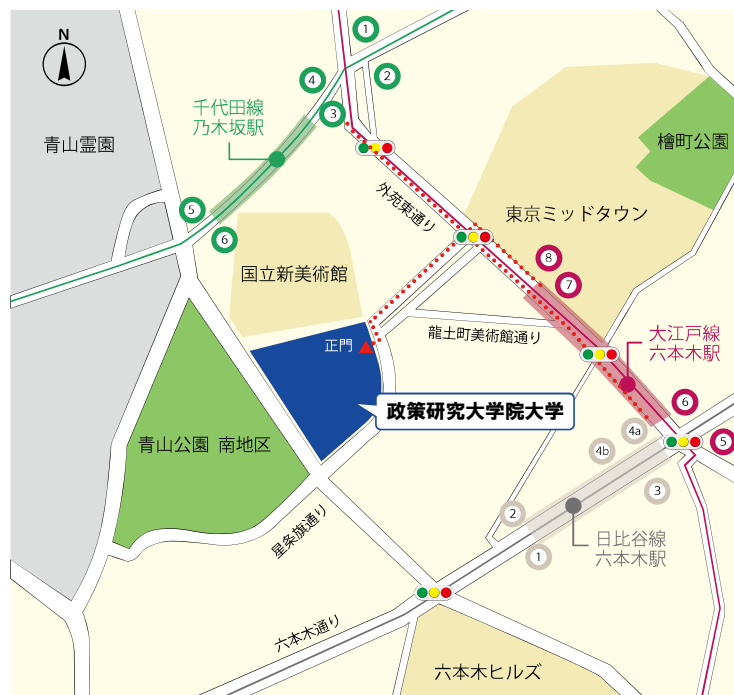 N
1
2
4
3
千代田線
乃木坂駅
青山霊園
檜町公園
外苑東通り
東京ミッドタウン
5
6
国立新美術館
8
7
龍土町美術館通り
正門
大江戸線
六本木駅
政策研究大学院大学
6
4a
5
青山公園 南地区
4b
3
2
星条旗通り
1
日比谷線
六本木駅
六本木通り
六本木ヒルズ